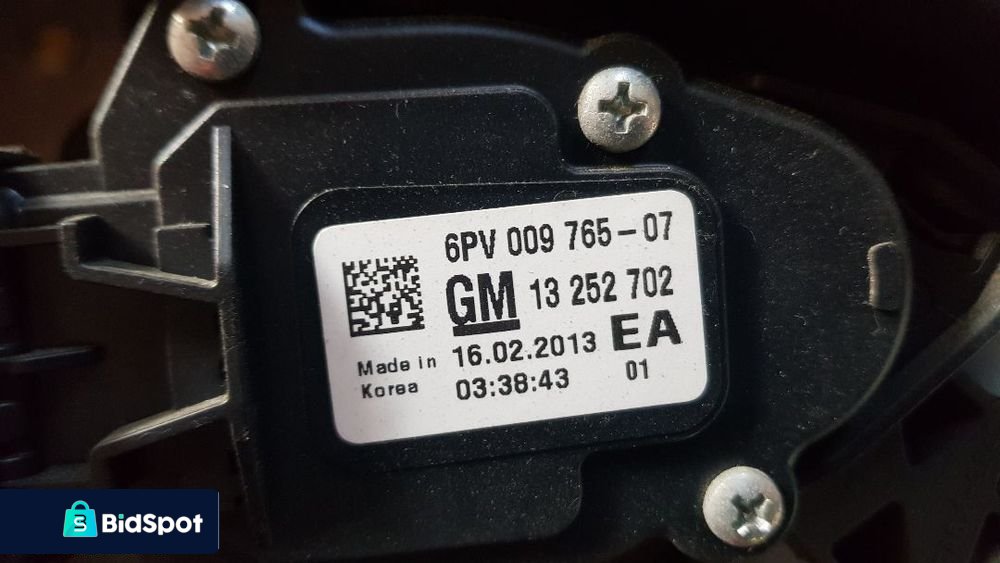 6PV 009 765-07
GM 13 252 702
Made in Korea
16.02.2013 EA
03:38:43 01
BidSpot